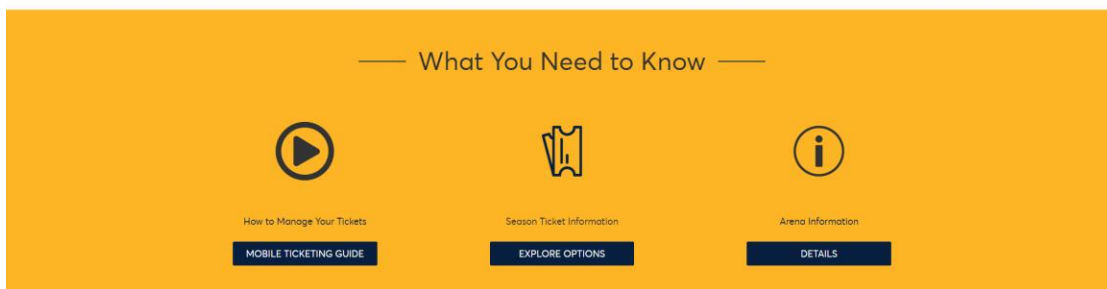 What You Need to Know
How to Manage Your Tickets
Season Ticket Information
Arena Information
MOBILE TICKETING GUIDE
EXPLORE OPTIONS
DETAILS